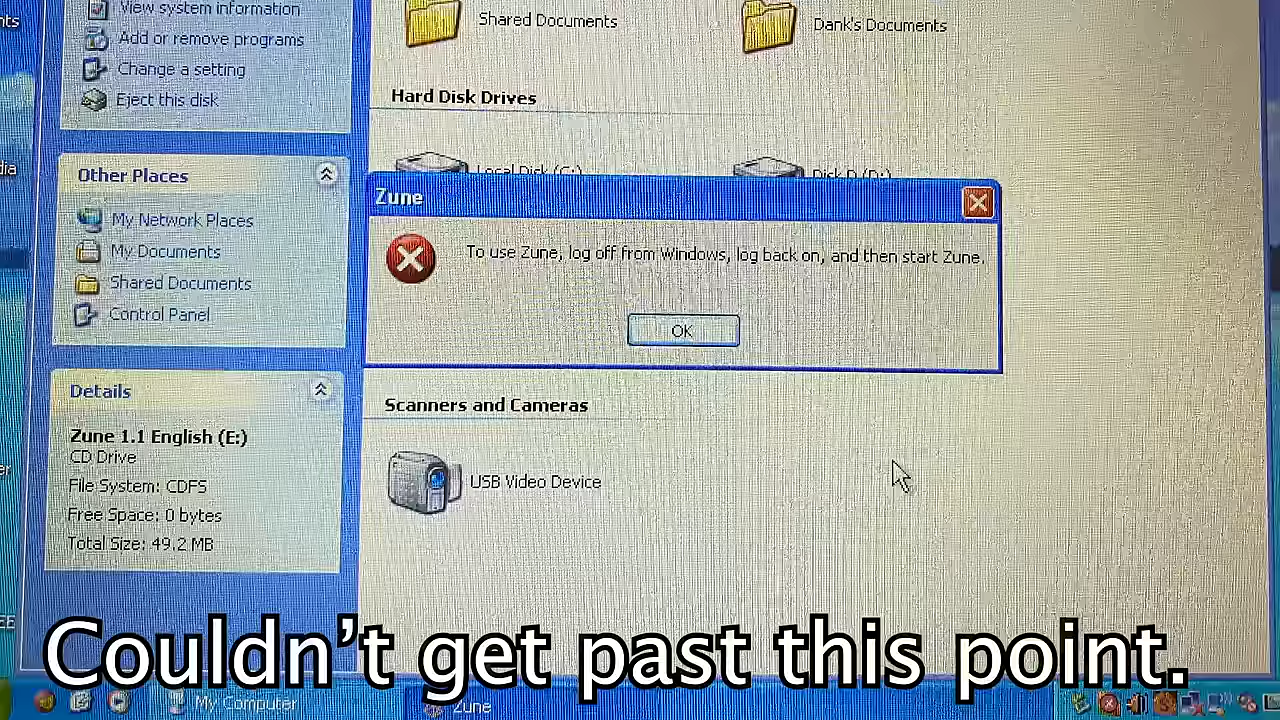 View system information
Add or remove programs
Change a setting
Eject this disk
Shared Documents
Dank's Documents
Hard Disk Drives
Local Disk (C:)
Disk D (D:)
Other Places
My Network Places
My Documents
Shared Documents
Control Panel
Zune
To use Zune, log off from Windows, log back on, and then start Zune.
OK
Details
Zune 1.1 English (E:)
CD Drive
File System: CDFS
Free Space: 0 bytes
Total Size: 49.2 MB
Scanners and Cameras
USB Video Device
Couldn't get past this point.
My Computer
Zune